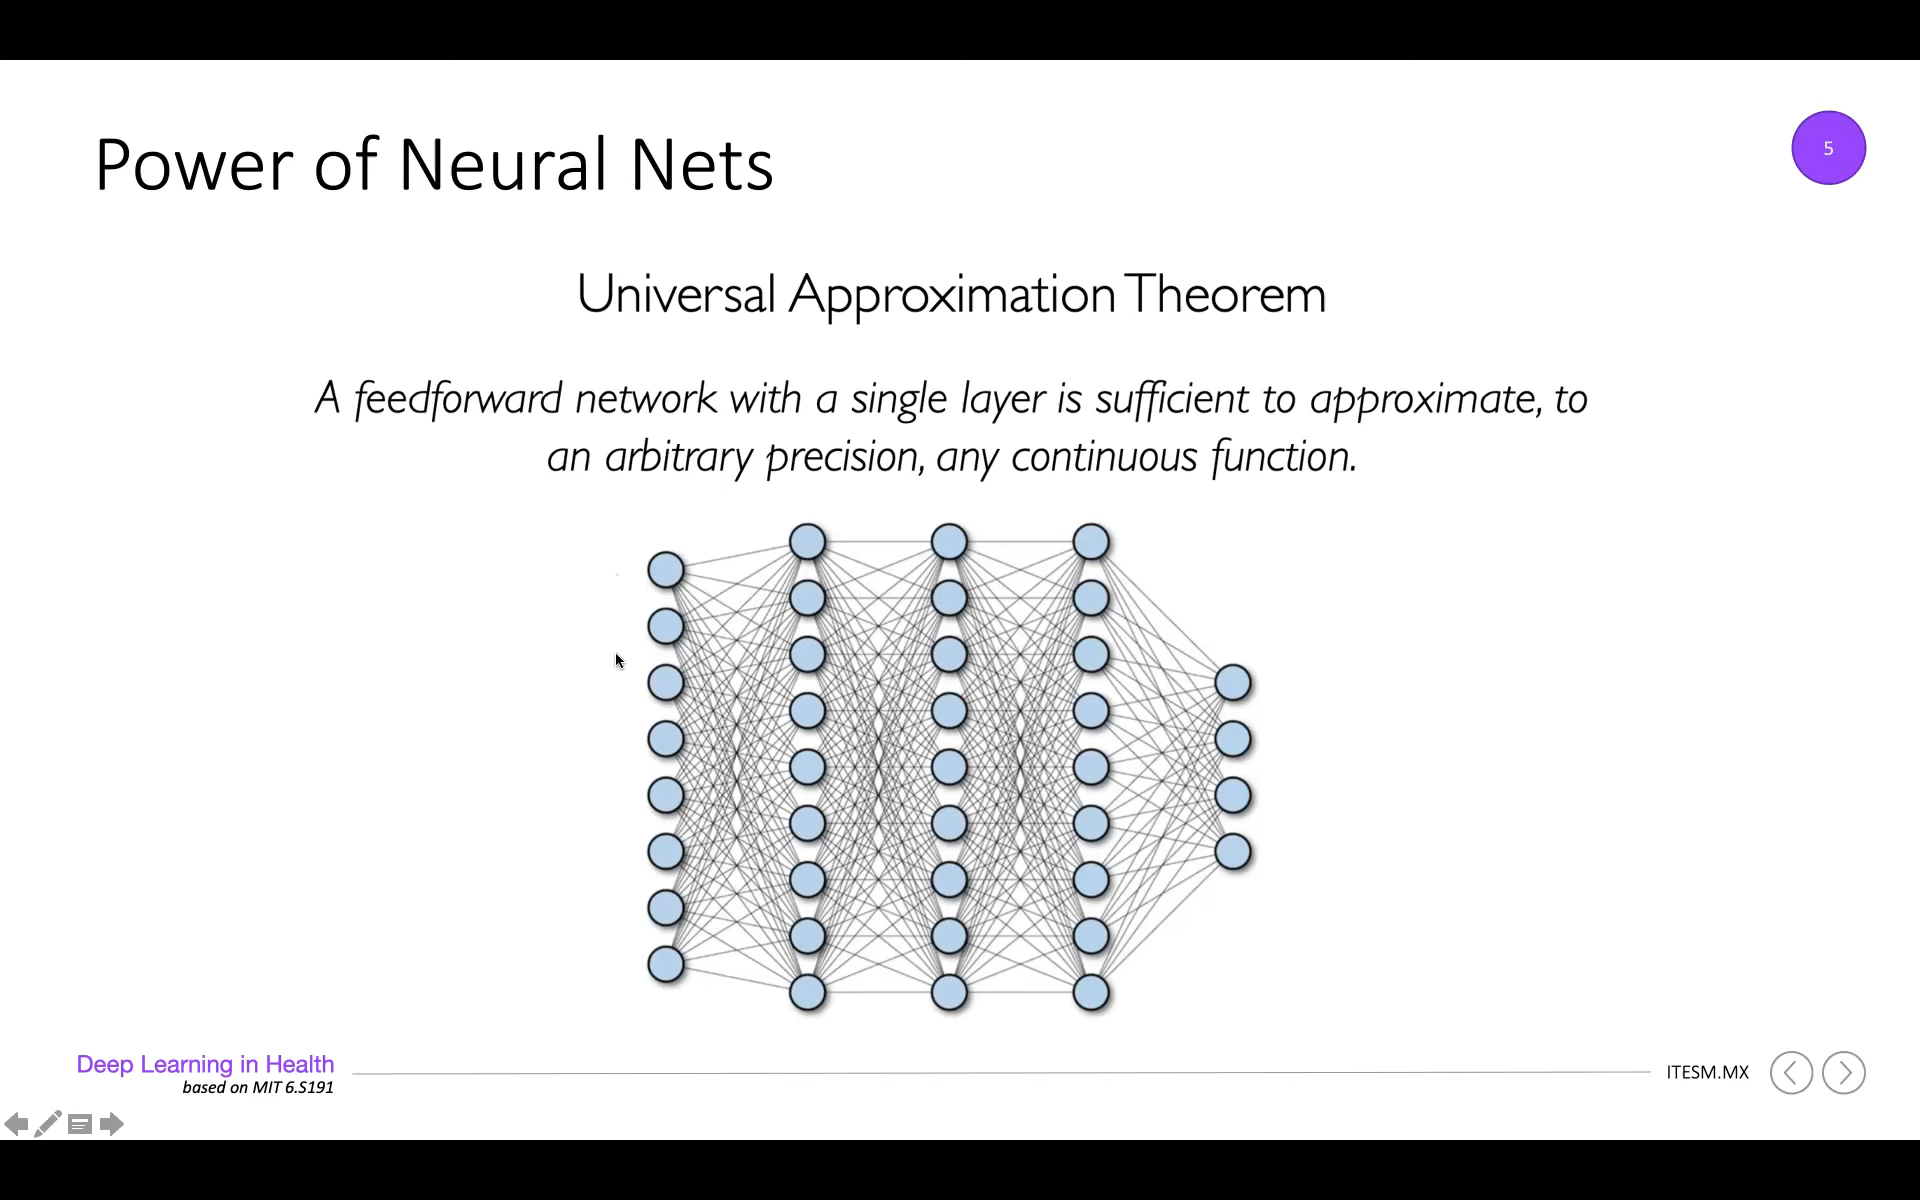 Power of Neural Nets
5
Universal Approximation Theorem
A feedforward network with a single layer is sufficient to approximate, to
an arbitrary precision, any continuous function.
Deep Learning in Health
based on MIT 6.S191
ITESM.MX